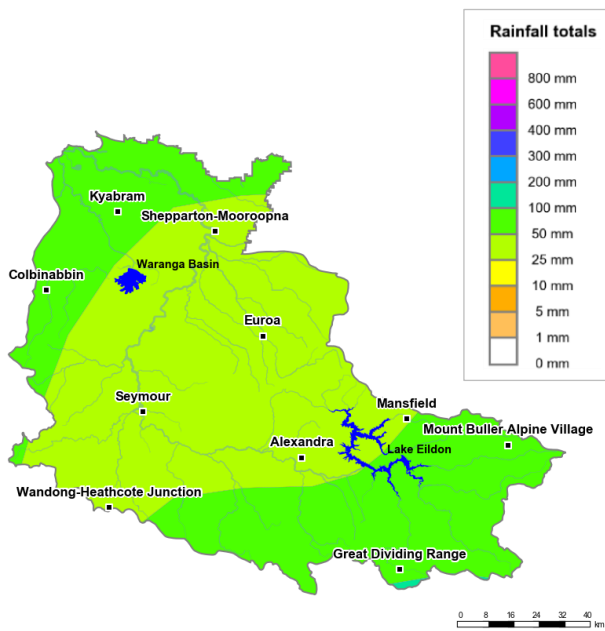 Rainfall totals
800 mm
600 mm
400 mm
300 mm
200 mm
100 mm
50 mm
25 mm
10 mm
5 mm
1 mm
0 mm
Kyabram
Shepparton-Mooroopna
Waranga Basin
Colbinabbin
Euroa
Seymour
Mansfield
Mount Buller Alpine Village
Alexandra
Lake Eildon
Wandong-Heathcote Junction
Great Dividing Range
0 8 16 24 32 40
km